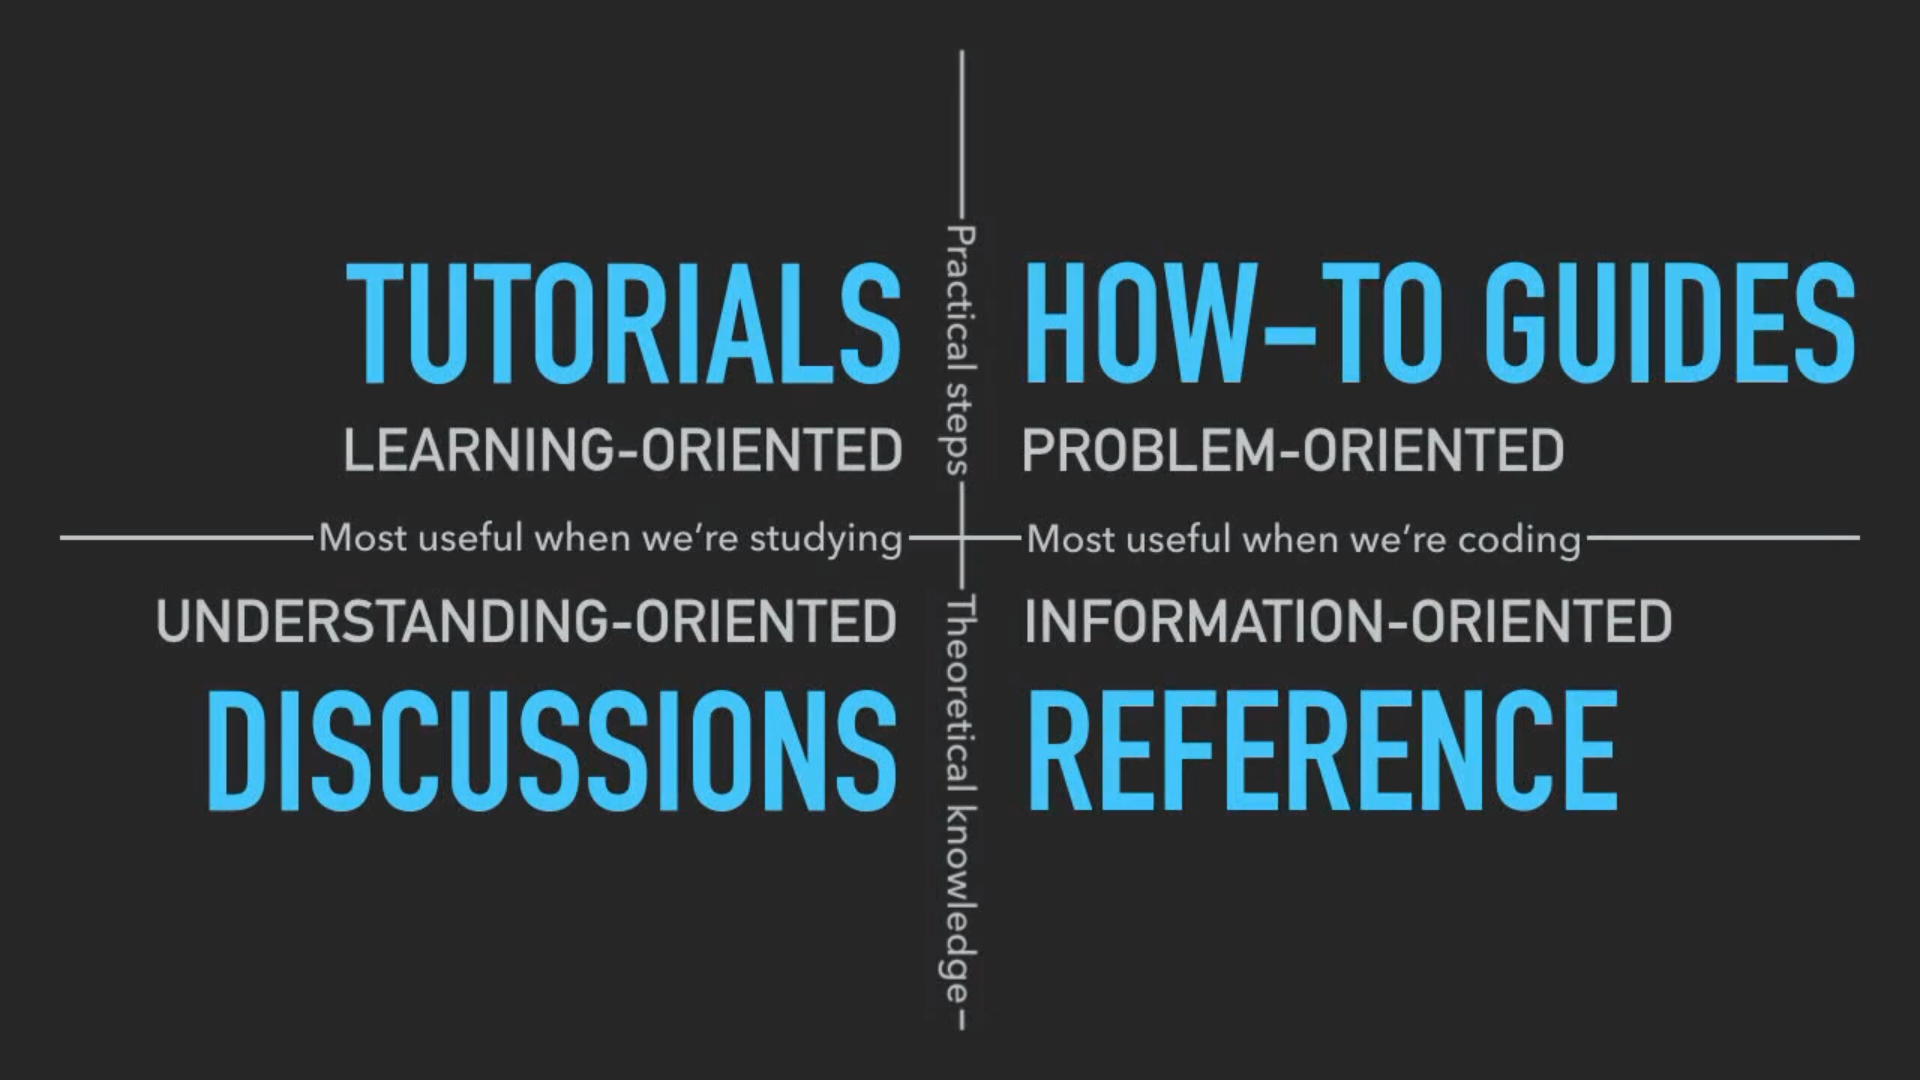 Practical steps
TUTORIALS
HOW-TO GUIDES
LEARNING-ORIENTED
PROBLEM-ORIENTED
Most useful when we’re studying
Most useful when we’re coding
UNDERSTANDING-ORIENTED
INFORMATION-ORIENTED
DISCUSSIONS
REFERENCE
Theoretical knowledge